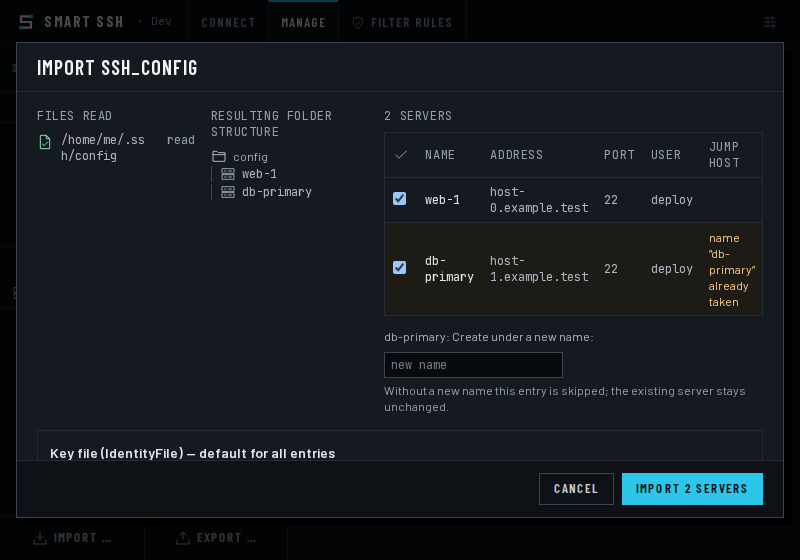 SMART SSH · Dev CONNECT MANAGE FILTER RULES
IMPORT SSH_CONFIG
FILES READ
/home/me/.ss
h/config
read
RESULTING FOLDER
STRUCTURE
config
web-1
db-primary
2 SERVERS
NAME ADDRESS PORT USER JUMP
HOST
web-1 host-
0.example.test 22 deploy
db-
primary host-
1.example.test 22 deploy name
"db-
primary"
already
taken
db-primary: Create under a new name:
new name
Without a new name this entry is skipped; the existing server stays
unchanged.
Key file (IdentityFile) — default for all entries
CANCEL IMPORT 2 SERVERS
IMPORT … EXPORT …